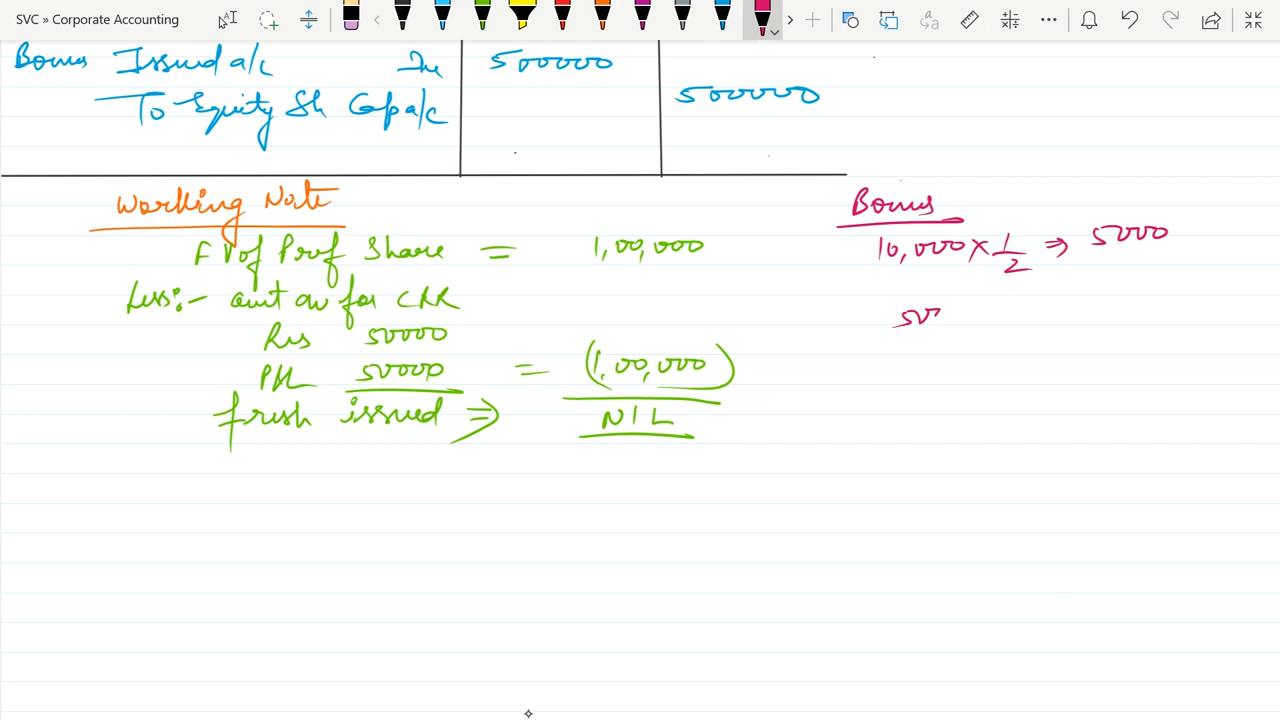 SVC » Corporate Accounting
Bonus Issued a/c Dr 500000
To Equity Sh Cap a/c 500000
Working Note
FV of Pref Share = 1,00,000
Less:- amt av for CRR
Res 50000
P&L 50000 = (1,00,000)
fresh issued ⇒ NIL
Bonus
10,000 × 1/2 ⇒ 5000